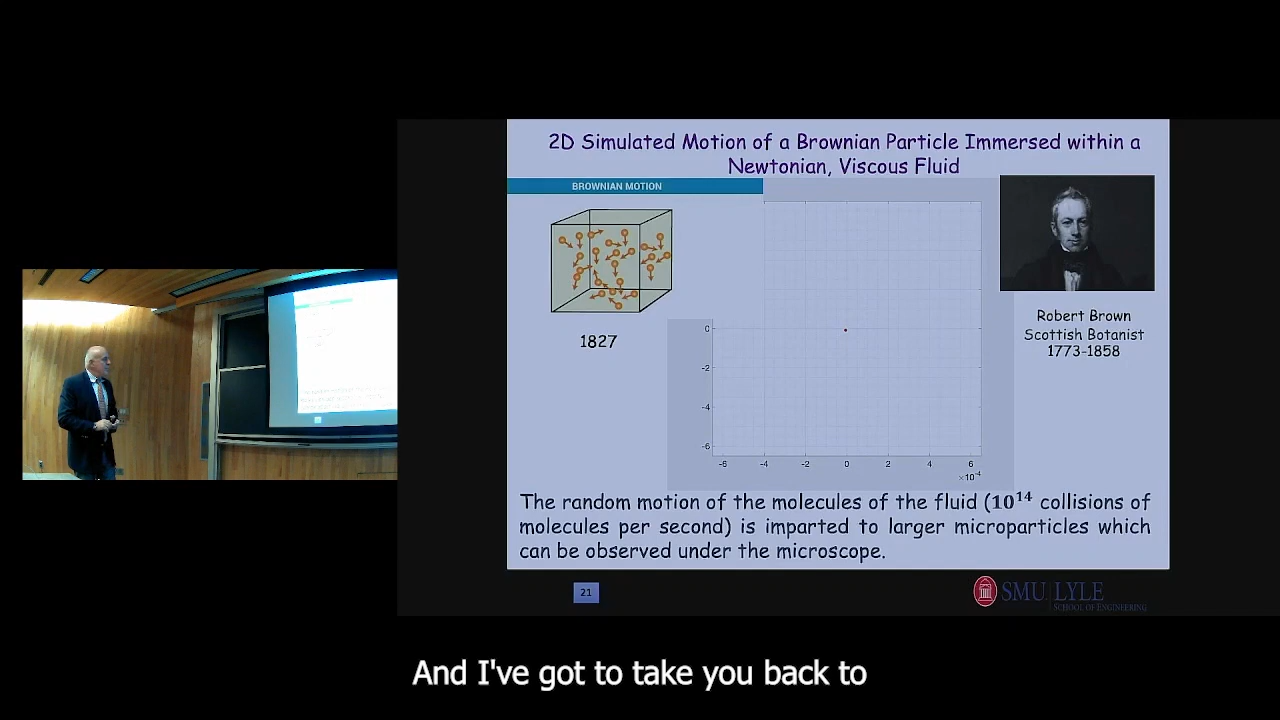 2D Simulated Motion of a Brownian Particle Immersed within a
Newtonian, Viscous Fluid
BROWNIAN MOTION
1827
Robert Brown
Scottish Botanist
1773-1858
0
-2
-4
-6
-6 -4 -2 0 2 4 6
×10⁻⁴
The random motion of the molecules of the fluid (10¹⁴ collisions of
molecules per second) is imparted to larger microparticles which
can be observed under the microscope.
21
SMU LYLE
SCHOOL OF ENGINEERING
And I've got to take you back to